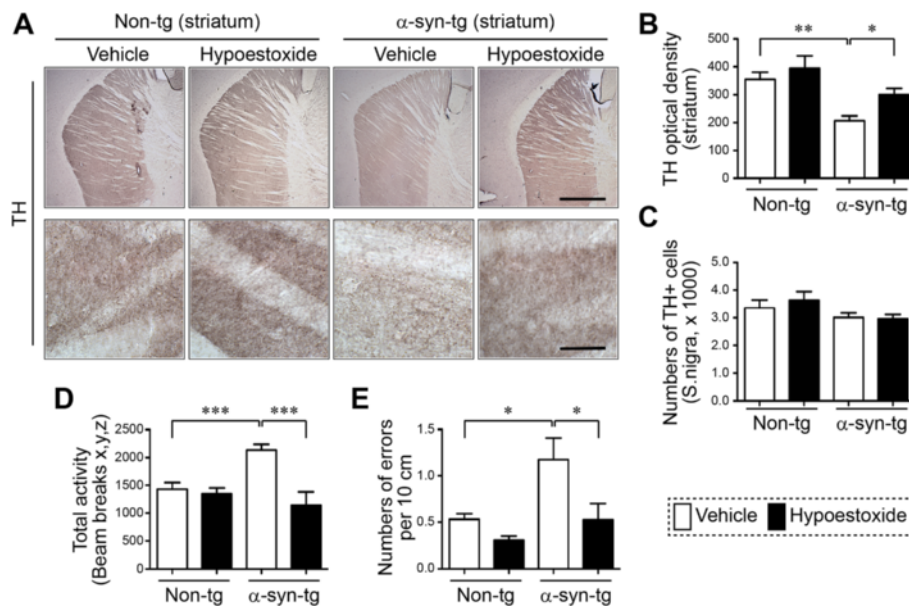 A
Non-tg (striatum)
α-syn-tg (striatum)
Vehicle
Hypoestoxide
Vehicle
Hypoestoxide
TH
B
TH optical density
(striatum)
500
400
300
200
100
0
**
*
Non-tg
α-syn-tg
C
Numbers of TH+ cells
(S.nigra, x 1000)
5.0
4.0
3.0
2.0
1.0
0.0
Non-tg
α-syn-tg
D
Total activity
(Beam breaks x,y,z)
2500
2000
1500
1000
500
0
***
***
Non-tg
α-syn-tg
E
Numbers of errors
per 10 cm
1.5
1.0
0.5
0.0
*
*
Non-tg
α-syn-tg
Vehicle
Hypoestoxide